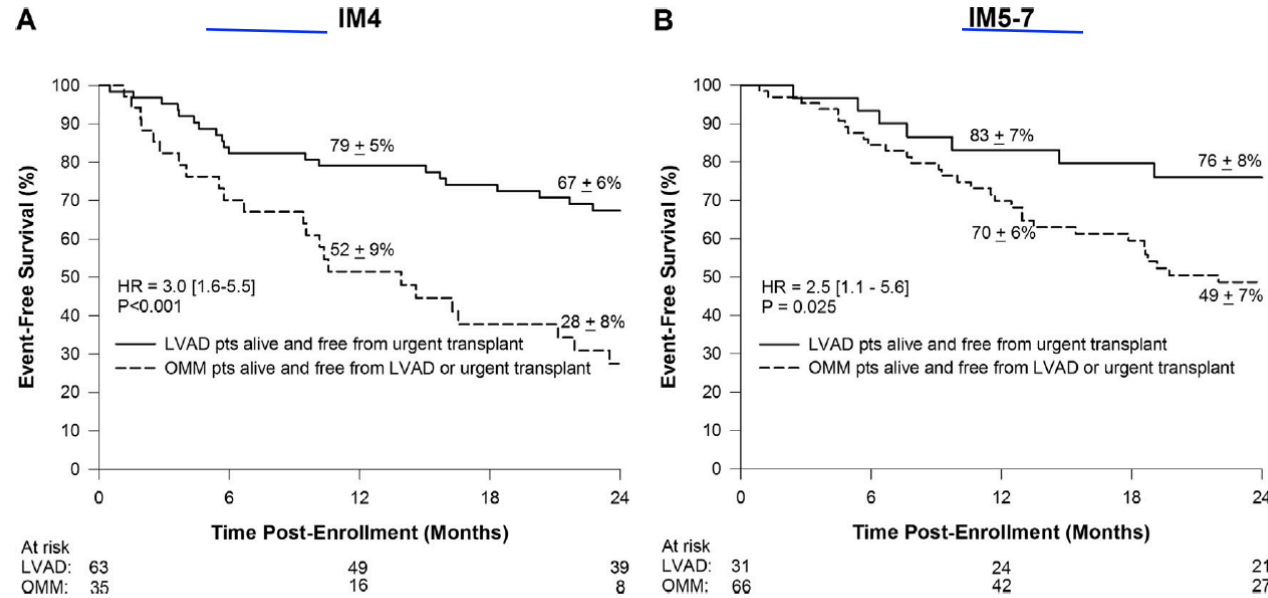 A
IM4
Event-Free Survival (%)
100
90
80
70
60
50
40
30
20
10
0
79 ± 5%
67 ± 6%
52 ± 9%
28 ± 8%
HR = 3.0 [1.6-5.5]
P<0.001
LVAD pts alive and free from urgent transplant
OMM pts alive and free from LVAD or urgent transplant
0 6 12 18 24
Time Post-Enrollment (Months)
At risk
LVAD: 63 49 39
OMM: 35 16 8
B
IM5-7
Event-Free Survival (%)
100
90
80
70
60
50
40
30
20
10
0
83 ± 7%
76 ± 8%
70 ± 6%
49 ± 7%
HR = 2.5 [1.1 - 5.6]
P = 0.025
LVAD pts alive and free from urgent transplant
OMM pts alive and free from LVAD or urgent transplant
0 6 12 18 24
Time Post-Enrollment (Months)
At risk
LVAD: 31 24 21
OMM: 66 42 27